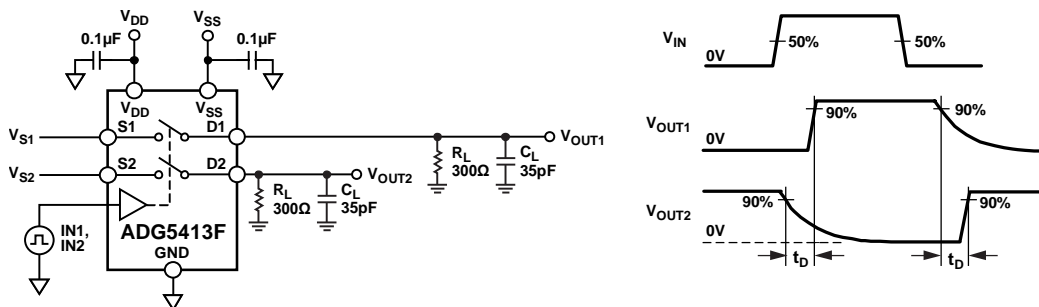 VDD
VSS
0.1µF
0.1µF
VDD
VSS
VS1
S1
D1
VOUT1
VS2
S2
D2
VOUT2
RL
300Ω
CL
35pF
RL
300Ω
CL
35pF
IN1,
IN2
ADG5413F
GND
VIN
0V
50%
50%
VOUT1
0V
90%
90%
VOUT2
0V
90%
90%
tD
tD